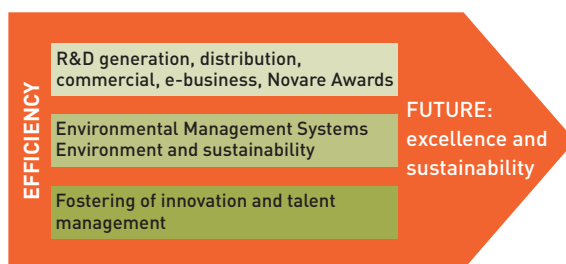 EFFICIENCY
R&D generation, distribution,
commercial, e-business, Novare Awards
Environmental Management Systems
Environment and sustainability
Fostering of innovation and talent
management
FUTURE:
excellence and
sustainability